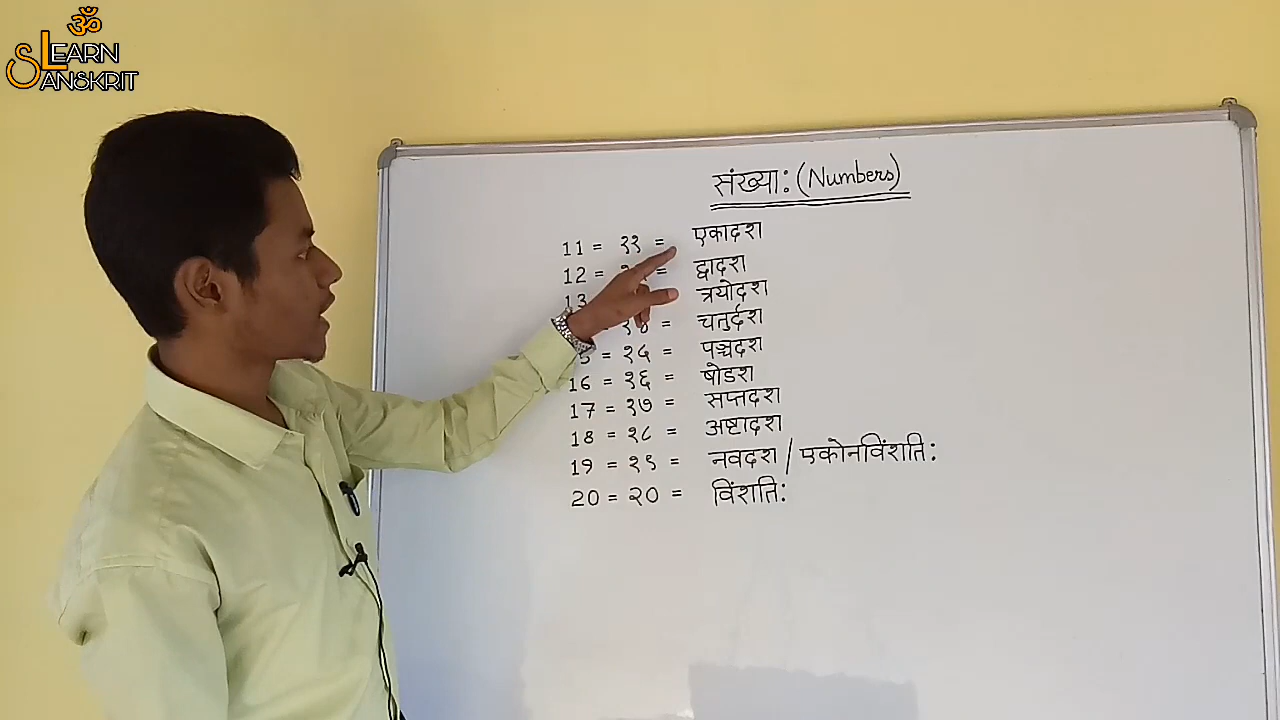 ॐ
LEARN
SANSKRIT
संख्या: (Numbers)
11 = ११ = एकादश
12 = = द्वादश
13 त्रयोदश
= चतुर्दश
= १५ = पञ्चदश
16 = १६ = षोडश
17 = १७ = सप्तदश
18 = १८ = अष्टादश
19 = १९ = नवदश / एकोनविंशति:
20 = २० = विंशति: